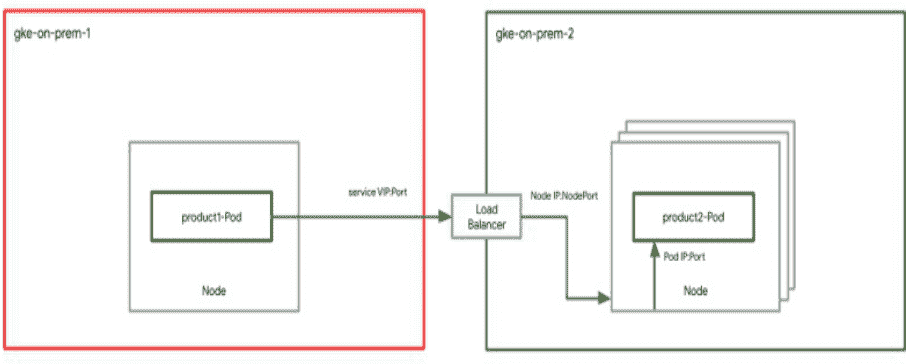 gke-on-prem-1
gke-on-prem-2
service VIP:Port
product1-Pod
Node
Load
Balancer
Node IP:NodePort
product2-Pod
Pod IP:Port
Node